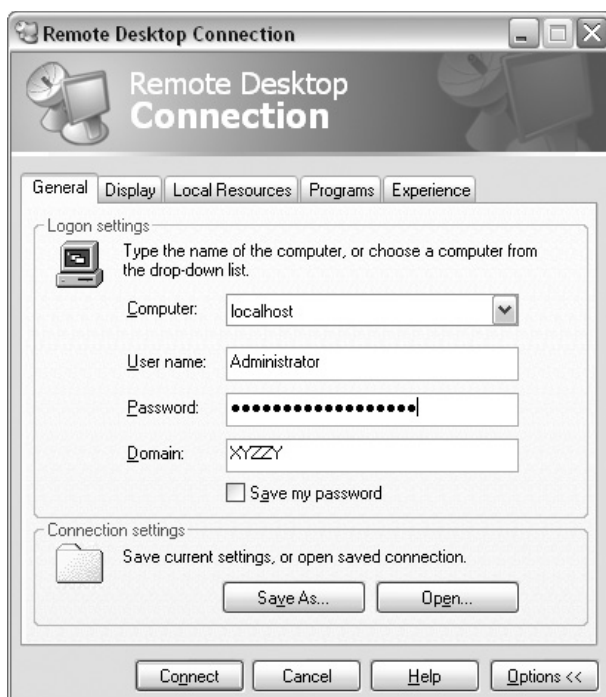 Remote Desktop Connection
Remote Desktop
Connection
General Display Local Resources Programs Experience
Logon settings
Type the name of the computer, or choose a computer from
the drop-down list.
Computer: localhost
User name: Administrator
Password: ••••••••••••••••••
Domain: XYZZY
Save my password
Connection settings
Save current settings, or open saved connection.
Save As... Open...
Connect Cancel Help Options <<